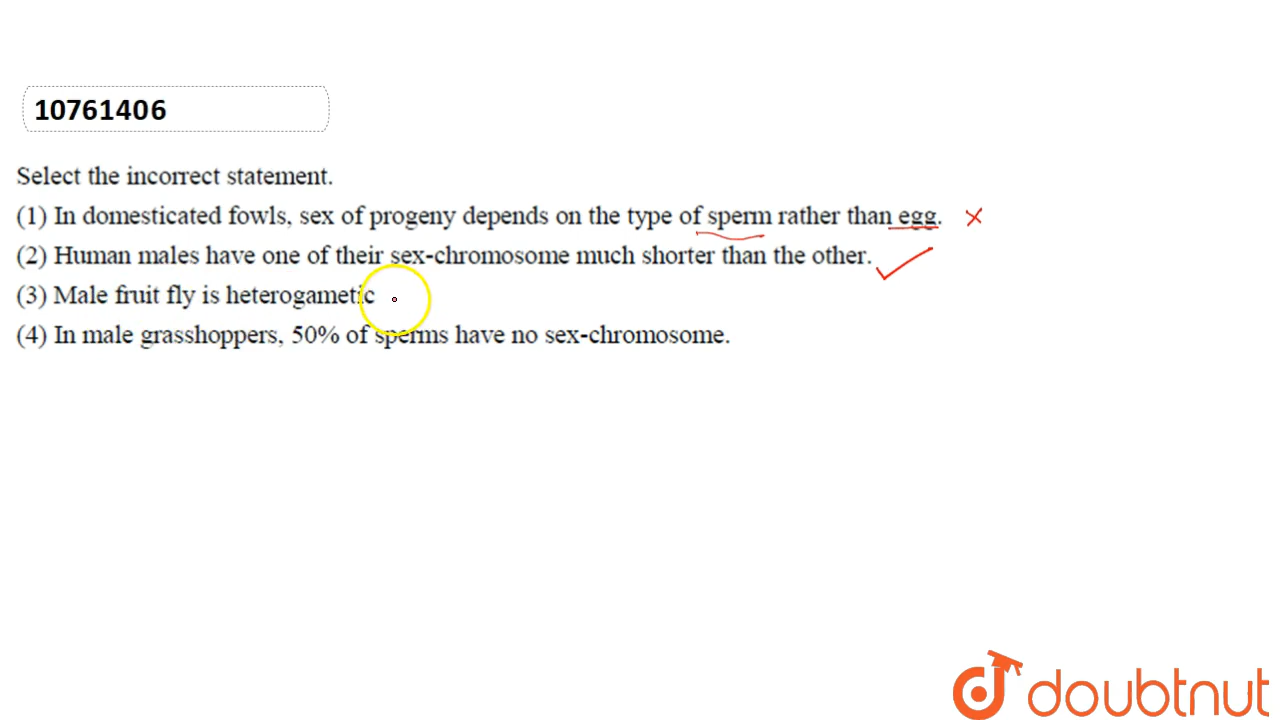 10761406
Select the incorrect statement.
(1) In domesticated fowls, sex of progeny depends on the type of sperm rather than egg.
(2) Human males have one of their sex-chromosome much shorter than the other.
(3) Male fruit fly is heterogametic
(4) In male grasshoppers, 50% of sperms have no sex-chromosome.
doubtnut